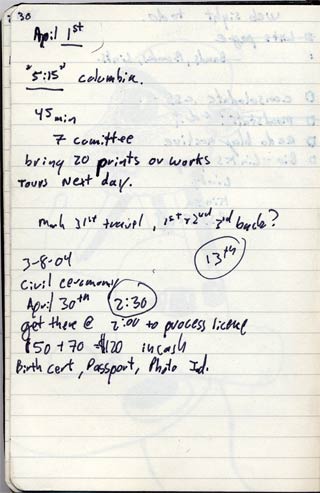 : 30
April 1st
"5:15" columbia.
45 min
7 comittee
bring 20 prints or works
Tours Next day.
March 31st travel, 1st + 2nd 3rd back?
13th
3-8-04
Civil ceremony
April 30th 2:30
get there @ 2:00 to process license
$50 + 70 = $120 in cash
Birth cert, Passport, Photo Id.